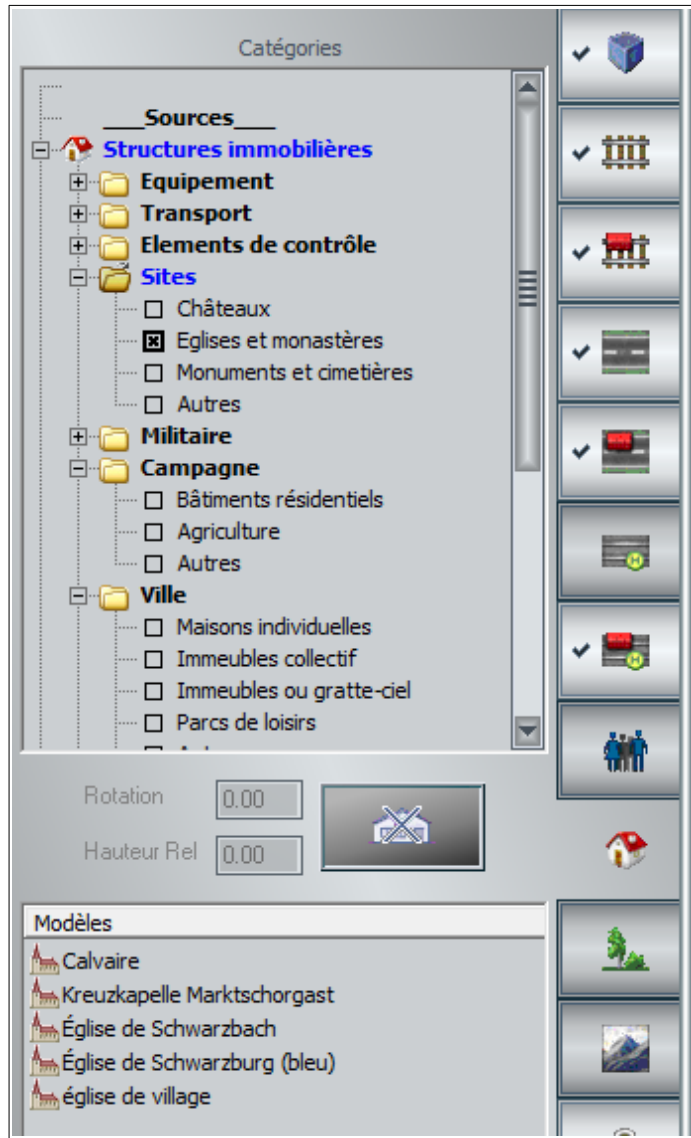 Catégories
___Sources___
Structures immobilières
Equipement
Transport
Elements de contrôle
Sites
Châteaux
Eglises et monastères
Monuments et cimetières
Autres
Militaire
Campagne
Bâtiments résidentiels
Agriculture
Autres
Ville
Maisons individuelles
Immeubles collectif
Immeubles ou gratte-ciel
Parcs de loisirs
Rotation 0.00
Hauteur Rel 0.00
Modèles
Calvaire
Kreuzkapelle Marktschorgast
Église de Schwarzbach
Église de Schwarzburg (bleu)
église de village